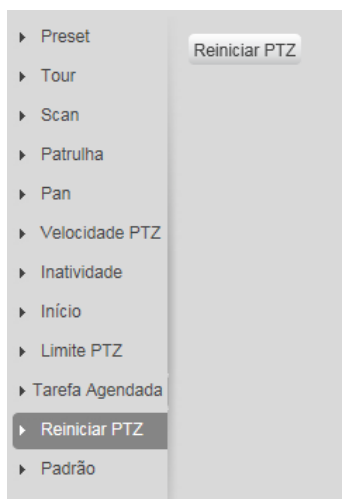 Preset
Tour
Scan
Patrulha
Pan
Velocidade PTZ
Inatividade
Início
Limite PTZ
Tarefa Agendada
Reiniciar PTZ
Padrão
Reiniciar PTZ